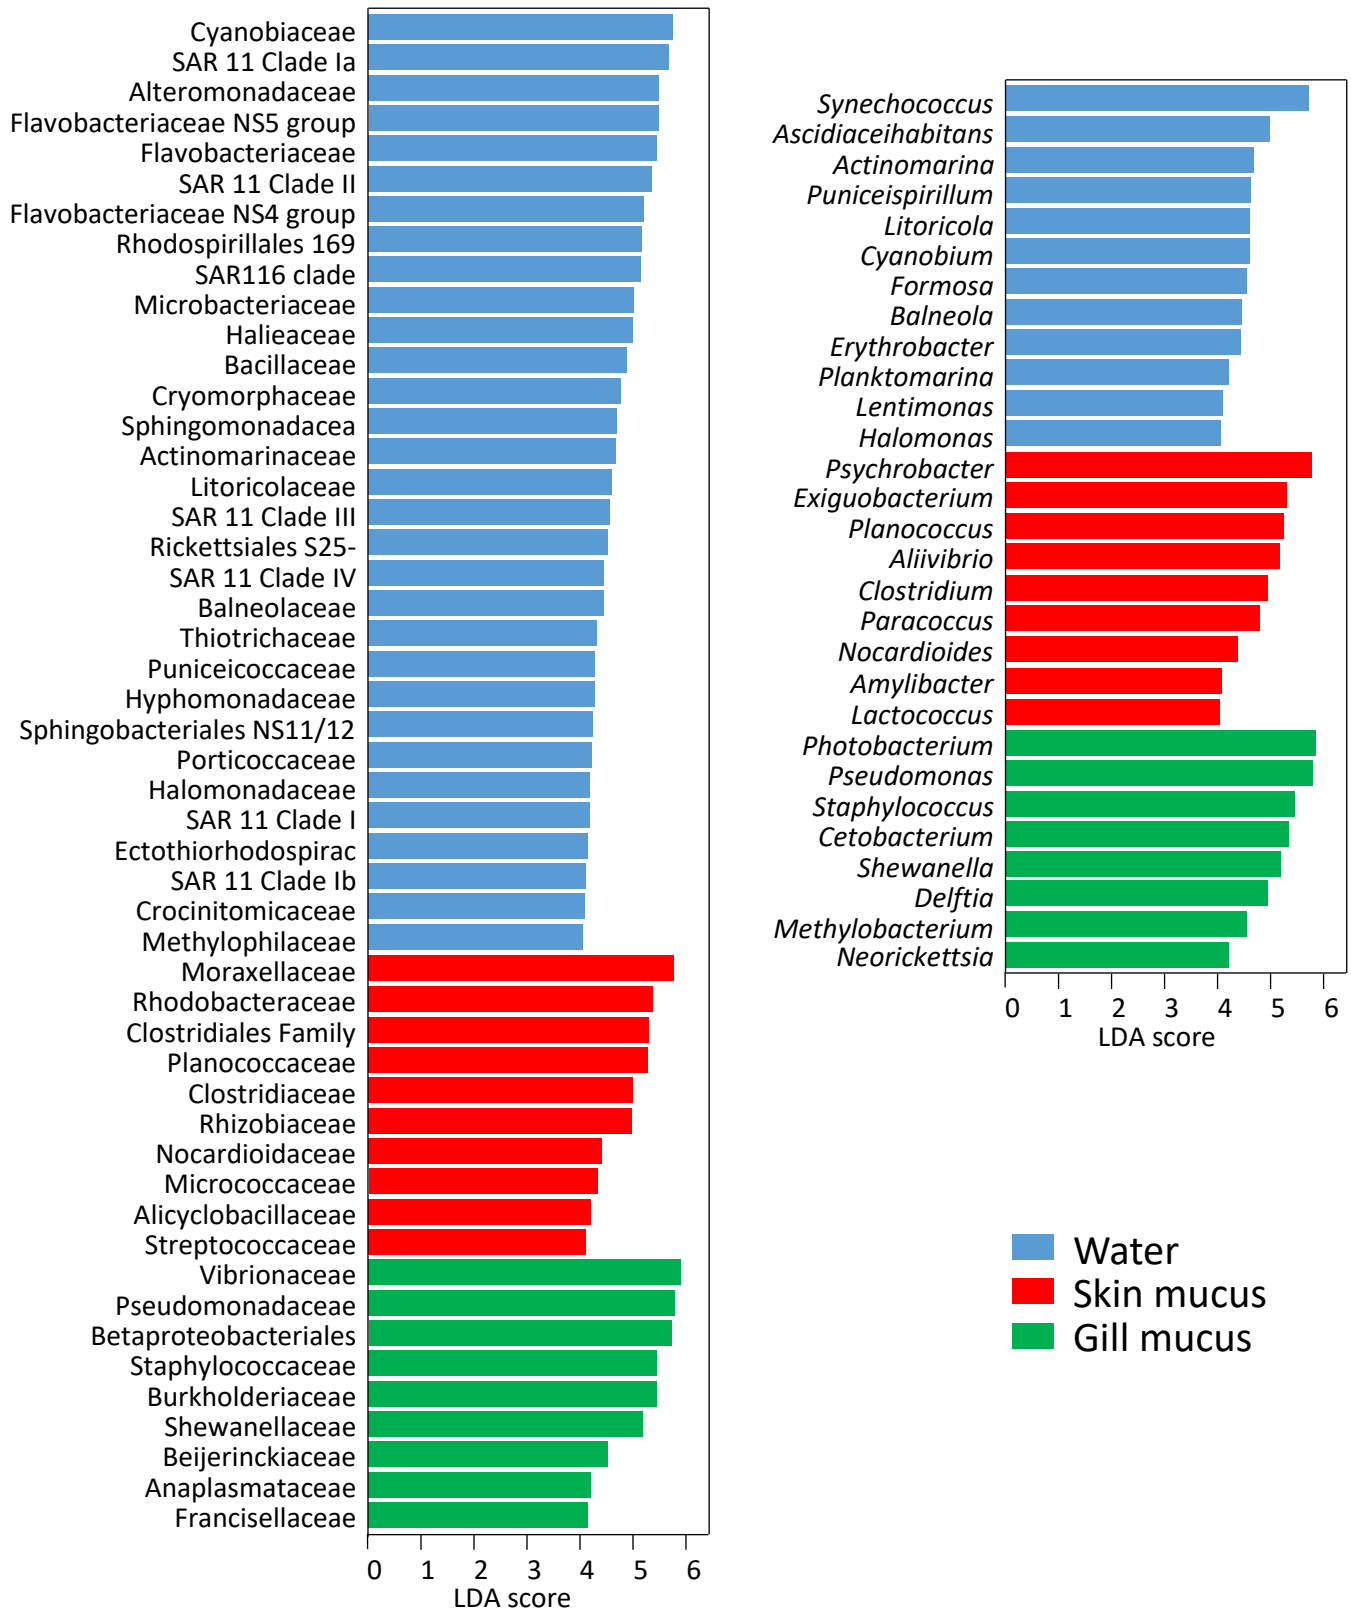 Cyanobiaceae
SAR 11 Clade Ia
Alteromonadaceae
Flavobacteriaceae NS5 group
Flavobacteriaceae
SAR 11 Clade II
Flavobacteriaceae NS4 group
Rhodospirillales 169
SAR116 clade
Microbacteriaceae
Halieaceae
Bacillaceae
Cryomorphaceae
Sphingomonadacea
Actinomarinaceae
Litoricolaceae
SAR 11 Clade III
Rickettsiales S25-
SAR 11 Clade IV
Balneolaceae
Thiotrichaceae
Puniceicoccaceae
Hyphomonadaceae
Sphingobacteriales NS11/12
Porticoccaceae
Halomonadaceae
SAR 11 Clade I
Ectothiorhodospirac
SAR 11 Clade Ib
Crocinitomicaceae
Methylophilaceae
Moraxellaceae
Rhodobacteraceae
Clostridiales Family
Planococcaceae
Clostridiaceae
Rhizobiaceae
Nocardioidaceae
Micrococcaceae
Alicyclobacillaceae
Streptococcaceae
Vibrionaceae
Pseudomonadaceae
Betaproteobacteriales
Staphylococcaceae
Burkholderiaceae
Shewanellaceae
Beijerinckiaceae
Anaplasmataceae
Francisellaceae
0 1 2 3 4 5 6
LDA score
Synechococcus
Ascidiaceihabitans
Actinomarina
Puniceispirillum
Litoricola
Cyanobium
Formosa
Balneola
Erythrobacter
Planktomarina
Lentimonas
Halomonas
Psychrobacter
Exiguobacterium
Planococcus
Aliivibrio
Clostridium
Paracoccus
Nocardioides
Amylibacter
Lactococcus
Photobacterium
Pseudomonas
Staphylococcus
Cetobacterium
Shewanella
Delftia
Methylobacterium
Neorickettsia
0 1 2 3 4 5 6
LDA score
Water
Skin mucus
Gill mucus